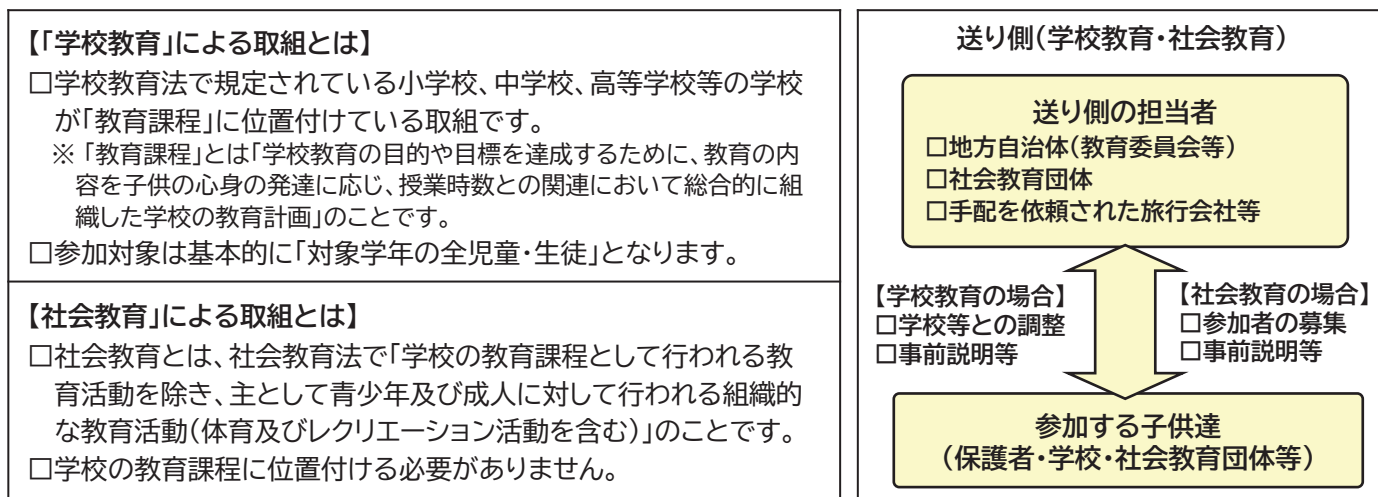 【「学校教育」による取組とは】
□学校教育法で規定されている小学校、中学校、高等学校等の学校
が「教育課程」に位置付けている取組です。
※「教育課程」とは「学校教育の目的や目標を達成するために、教育の内
容を子供の心身の発達に応じ、授業時数との関連において総合的に組
織した学校の教育計画」のことです。
□参加対象は基本的に「対象学年の全児童・生徒」となります。
【社会教育」による取組とは】
□社会教育とは、社会教育法で「学校の教育課程として行われる教
育活動を除き、主として青少年及び成人に対して行われる組織的
な教育活動(体育及びレクリエーション活動を含む)」のことです。
□学校の教育課程に位置付ける必要がありません。
送り側(学校教育・社会教育)
送り側の担当者
□地方自治体(教育委員会等)
□社会教育団体
□手配を依頼された旅行会社等
【学校教育の場合】
□学校等との調整
□事前説明等
【社会教育の場合】
□参加者の募集
□事前説明等
参加する子供達
(保護者・学校・社会教育団体等)